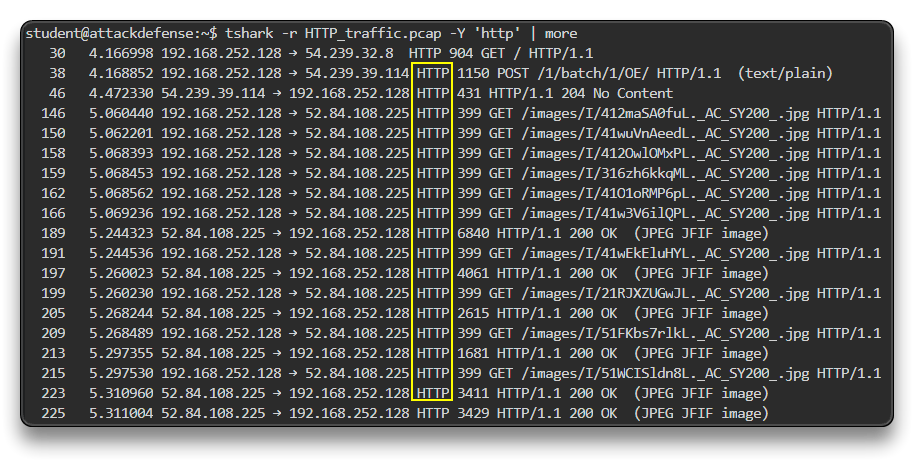 student@attackdefense:~$ tshark -r HTTP_traffic.pcap -Y 'http' | more
30 4.166998 192.168.252.128 → 54.239.32.8 HTTP 904 GET / HTTP/1.1
38 4.168852 192.168.252.128 → 54.239.39.114 HTTP 1150 POST /1/batch/1/OE/ HTTP/1.1 (text/plain)
46 4.472330 54.239.39.114 → 192.168.252.128 HTTP 431 HTTP/1.1 204 No Content
146 5.060440 192.168.252.128 → 52.84.108.225 HTTP 399 GET /images/I/412maSA0fuL._AC_SY200_.jpg HTTP/1.1
150 5.062201 192.168.252.128 → 52.84.108.225 HTTP 399 GET /images/I/41wuVnAeedL._AC_SY200_.jpg HTTP/1.1
158 5.068393 192.168.252.128 → 52.84.108.225 HTTP 399 GET /images/I/412OwlOMxPL._AC_SY200_.jpg HTTP/1.1
159 5.068453 192.168.252.128 → 52.84.108.225 HTTP 399 GET /images/I/316zh6kkqML._AC_SY200_.jpg HTTP/1.1
162 5.068562 192.168.252.128 → 52.84.108.225 HTTP 399 GET /images/I/41O1oRMP6pL._AC_SY200_.jpg HTTP/1.1
166 5.069236 192.168.252.128 → 52.84.108.225 HTTP 399 GET /images/I/41w3V6ilQPL._AC_SY200_.jpg HTTP/1.1
189 5.244323 52.84.108.225 → 192.168.252.128 HTTP 6840 HTTP/1.1 200 OK (JPEG JFIF image)
191 5.244536 192.168.252.128 → 52.84.108.225 HTTP 399 GET /images/I/41wEkEluHYL._AC_SY200_.jpg HTTP/1.1
197 5.260023 52.84.108.225 → 192.168.252.128 HTTP 4061 HTTP/1.1 200 OK (JPEG JFIF image)
199 5.260230 192.168.252.128 → 52.84.108.225 HTTP 399 GET /images/I/21RJXZUGwJL._AC_SY200_.jpg HTTP/1.1
205 5.268244 52.84.108.225 → 192.168.252.128 HTTP 2615 HTTP/1.1 200 OK (JPEG JFIF image)
209 5.268489 192.168.252.128 → 52.84.108.225 HTTP 399 GET /images/I/51FKbs7rlkL._AC_SY200_.jpg HTTP/1.1
213 5.297355 52.84.108.225 → 192.168.252.128 HTTP 1681 HTTP/1.1 200 OK (JPEG JFIF image)
215 5.297530 192.168.252.128 → 52.84.108.225 HTTP 399 GET /images/I/51WCISldn8L._AC_SY200_.jpg HTTP/1.1
223 5.310960 52.84.108.225 → 192.168.252.128 HTTP 3411 HTTP/1.1 200 OK (JPEG JFIF image)
225 5.311004 52.84.108.225 → 192.168.252.128 HTTP 3429 HTTP/1.1 200 OK (JPEG JFIF image)